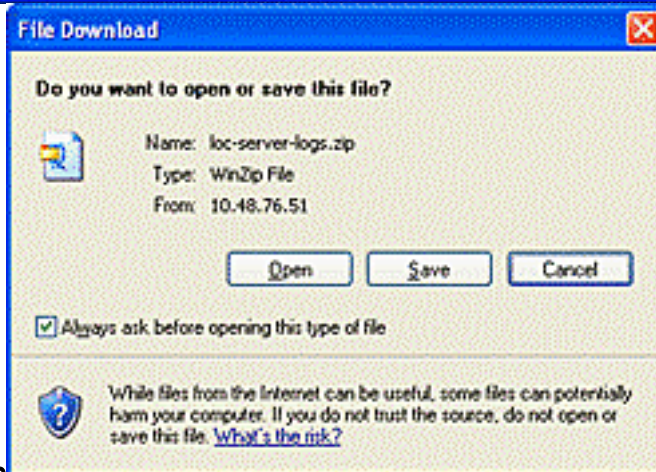 File Download
Do you want to open or save this file?
Name: loc-server-logs.zip
Type: WinZip File
From: 10.48.76.51
Open Save Cancel
Always ask before opening this type of file
While files from the Internet can be useful, some files can potentially
harm your computer. If you do not trust the source, do not open or
save this file. What's the risk?